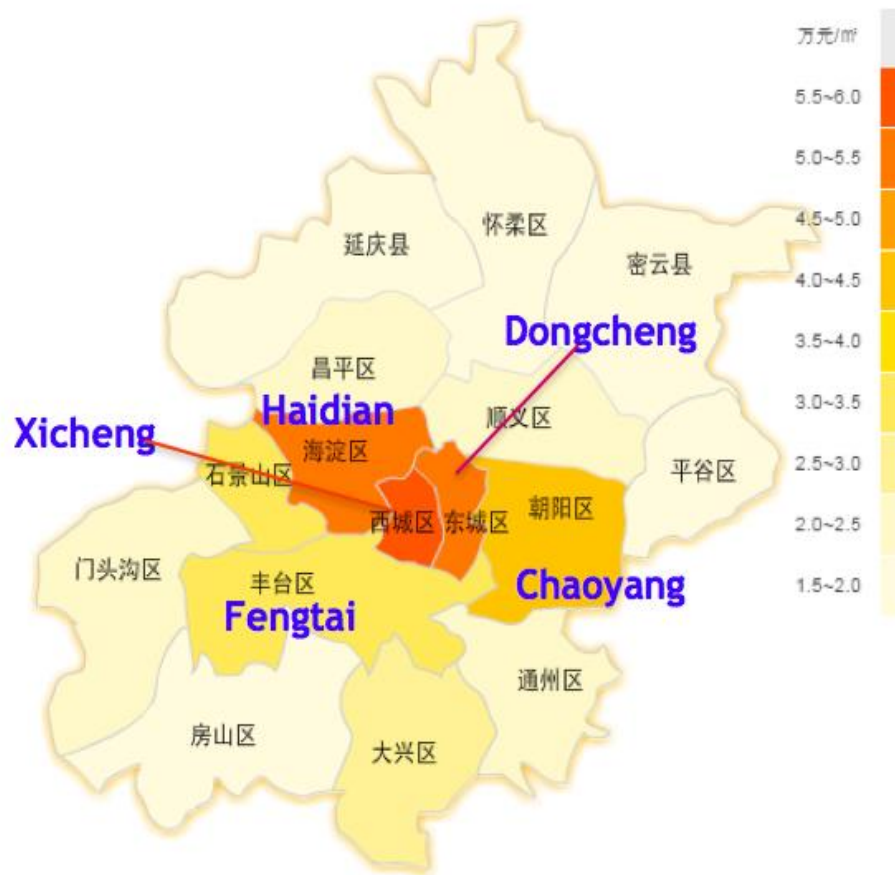 万元/㎡
5.5~6.0
5.0~5.5
4.5~5.0
4.0~4.5
3.5~4.0
3.0~3.5
2.5~3.0
2.0~2.5
1.5~2.0
怀柔区
延庆县
密云县
Dongcheng
昌平区
Haidian
顺义区
Xicheng
海淀区
石景山区
平谷区
朝阳区
西城区
东城区
门头沟区
丰台区
Chaoyang
Fengtai
通州区
房山区
大兴区